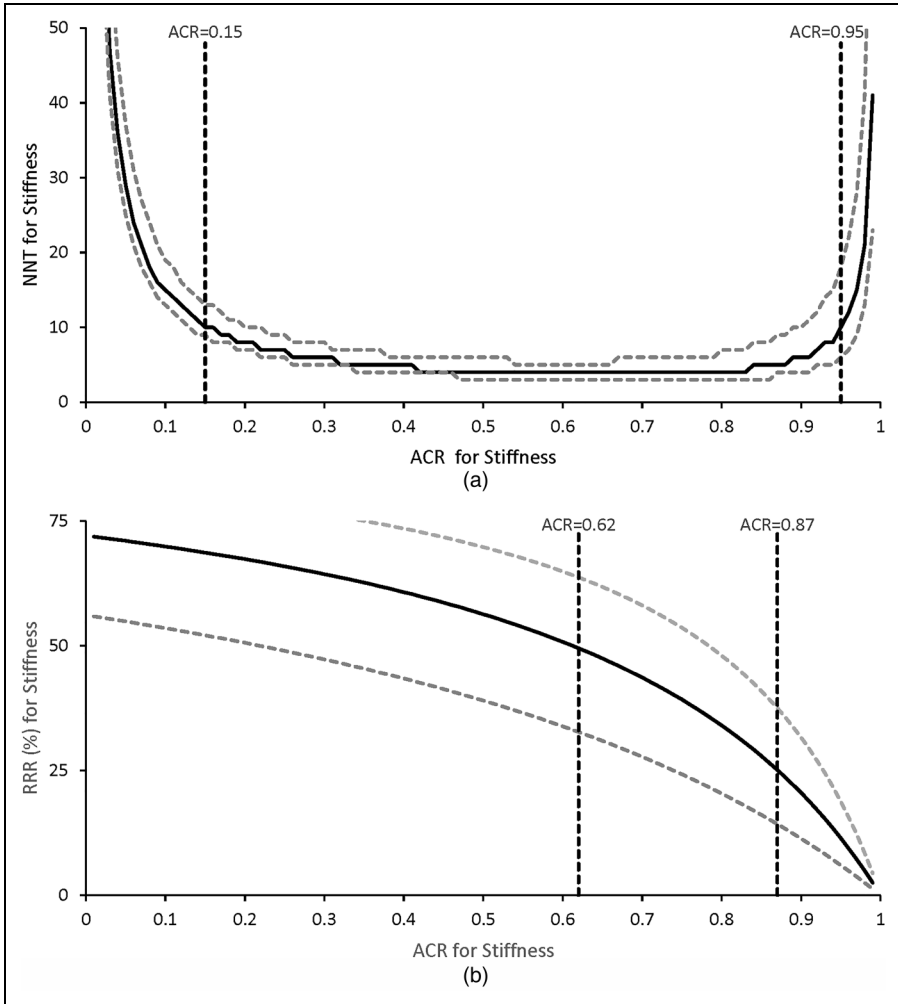 50
40
30
20
10
0
NNT for Stiffness
ACR=0.15
ACR=0.95
0 0.1 0.2 0.3 0.4 0.5 0.6 0.7 0.8 0.9 1
ACR for Stiffness
(a)
75
50
25
0
RRR (%) for Stiffness
ACR=0.62
ACR=0.87
0 0.1 0.2 0.3 0.4 0.5 0.6 0.7 0.8 0.9 1
ACR for Stiffness
(b)